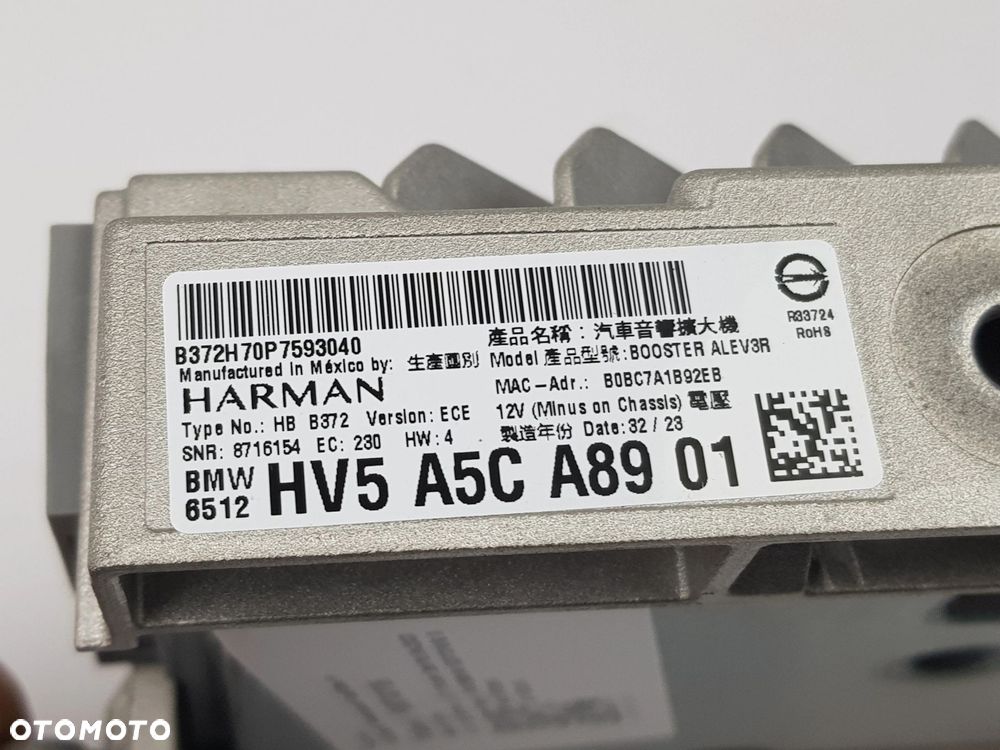 B372H70P7593040
產品名稱：汽車音響擴大機
Manufactured in México by: 生產國別
Model 產品型號:BOOSTER ALEV3R
HARMAN
MAC-Adr.: B0BC7A1B92EB
Type No.: HB B372 Version: ECE
12V (Minus on Chassis) 電壓
SNR: 8716154 EC: 230 HW: 4
製造年份 Date: 32 / 23
BMW
6512
HV5 A5C A89 01
R33724
RoHS
OTOMOTO